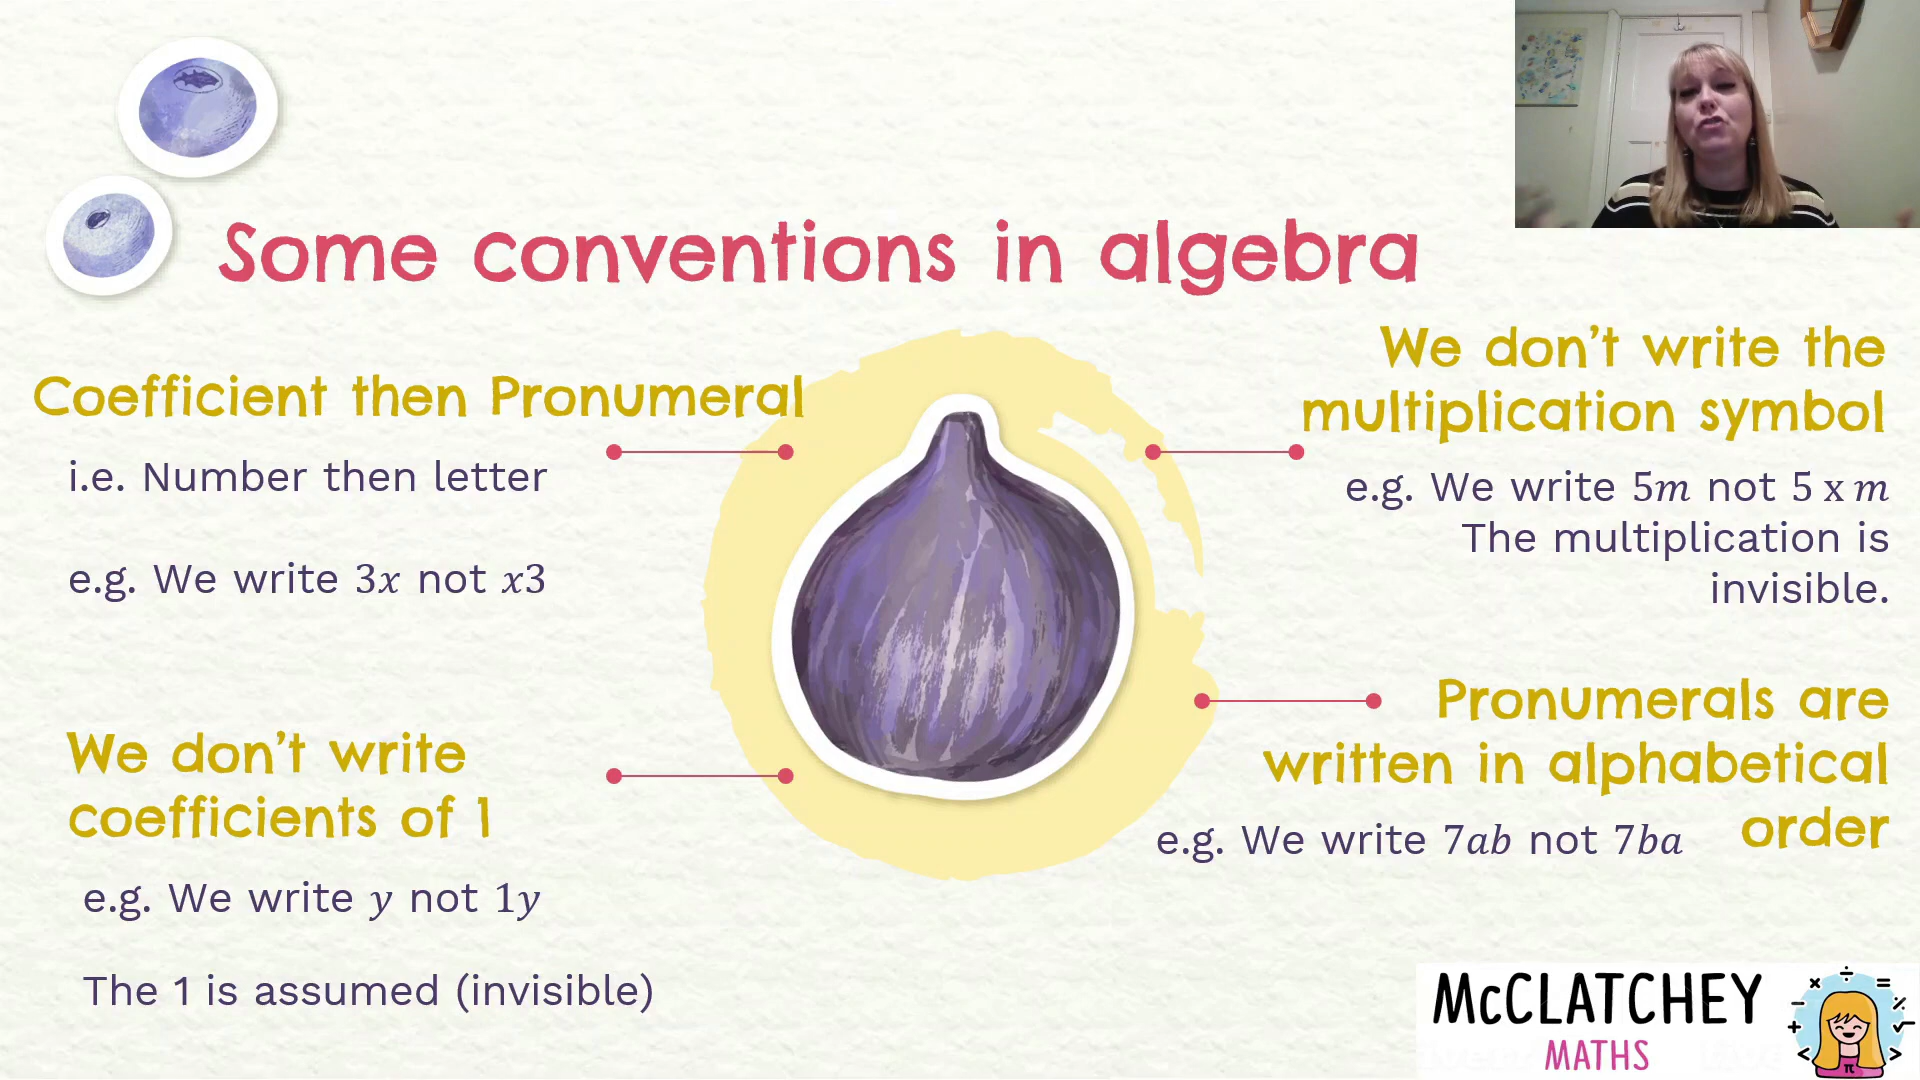 Some conventions in algebra
Coefficient then Pronumeral
i.e. Number then letter
e.g. We write 3x not x3
We don't write
coefficients of 1
e.g. We write y not 1y
The 1 is assumed (invisible)
We don't write the
multiplication symbol
e.g. We write 5m not 5 x m
The multiplication is
invisible.
Pronumerals are
written in alphabetical
order
e.g. We write 7ab not 7ba
McCLATCHEY
MATHS